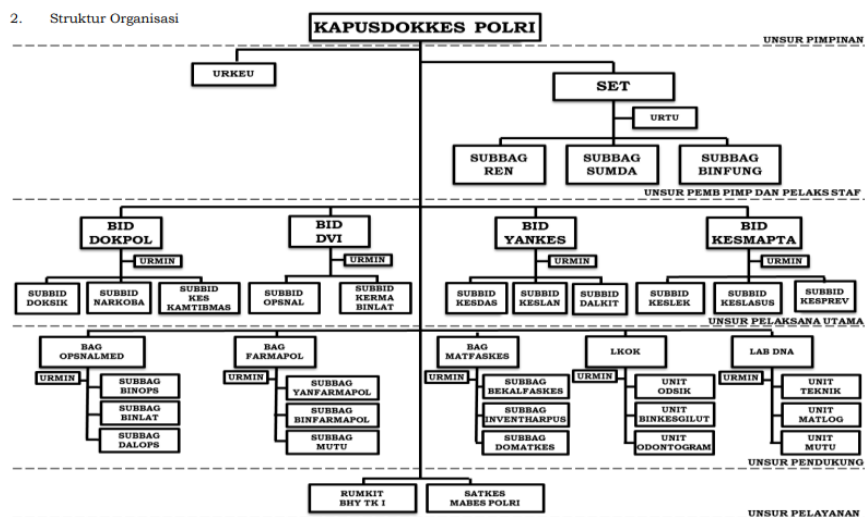 2. Struktur Organisasi
KAPUSDOKKES POLRI
UNSUR PIMPINAN
URKEU
SET
URTU
SUBBAG
REN
SUBBAG
SUMDA
SUBBAG
BINFUNG
UNSUR PEMB PIMP DAN PELAKS STAF
BID
DOKPOL
BID
DVI
BID
YANKES
BID
KESMAPTA
URMIN
URMIN
URMIN
URMIN
SUBBID
DOKSIK
SUBBID
NARKOBA
SUBBID
KES
KAMTIBMAS
SUBBID
OPSNAL
SUBBID
KERMA
BINLAT
SUBBID
KESDAS
SUBBID
KESLAN
SUBBID
DALKIT
SUBBID
KESLEK
SUBBID
KESLASUS
SUBBID
KESPREV
UNSUR PELAKSANA UTAMA
BAG
OPSNALMED
BAG
FARMAPOL
BAG
MATFASKES
LKOK
LAB DNA
URMIN
URMIN
URMIN
URMIN
URMIN
SUBBAG
BINOPS
SUBBAG
BINLAT
SUBBAG
DALOPS
SUBBAG
YANFARMAPOL
SUBBAG
BINFARMAPOL
SUBBAG
MUTU
SUBBAG
BEKALFASKES
SUBBAG
INVENTHARPUS
SUBBAG
DOMATKES
UNIT
ODSIK
UNIT
BINKESGILUT
UNIT
ODONTOGRAM
UNIT
TEKNIK
UNIT
MATLOG
UNIT
MUTU
UNSUR PENDUKUNG
RUMKIT
BHY TK I
SATKES
MABES POLRI
UNSUR PELAYANAN